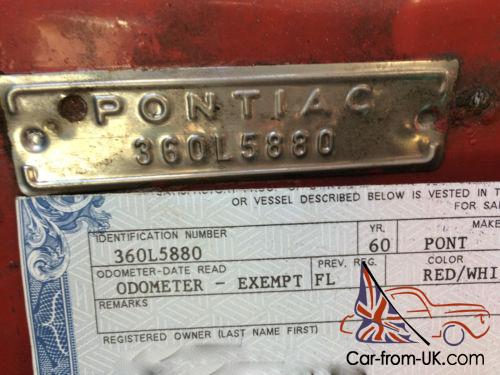 PONTIAC
360L5880
OR VESSEL DESCRIBED BELOW IS VESTED IN T
FOR SA
IDENTIFICATION NUMBER YR. MAKE
360L5880 60 PONT
ODOMETER-DATE READ PREV. REG. COLOR
ODOMETER - EXEMPT FL RED/WHI
REMARKS
REGISTERED OWNER (LAST NAME FIRST)
Car-from-UK.com